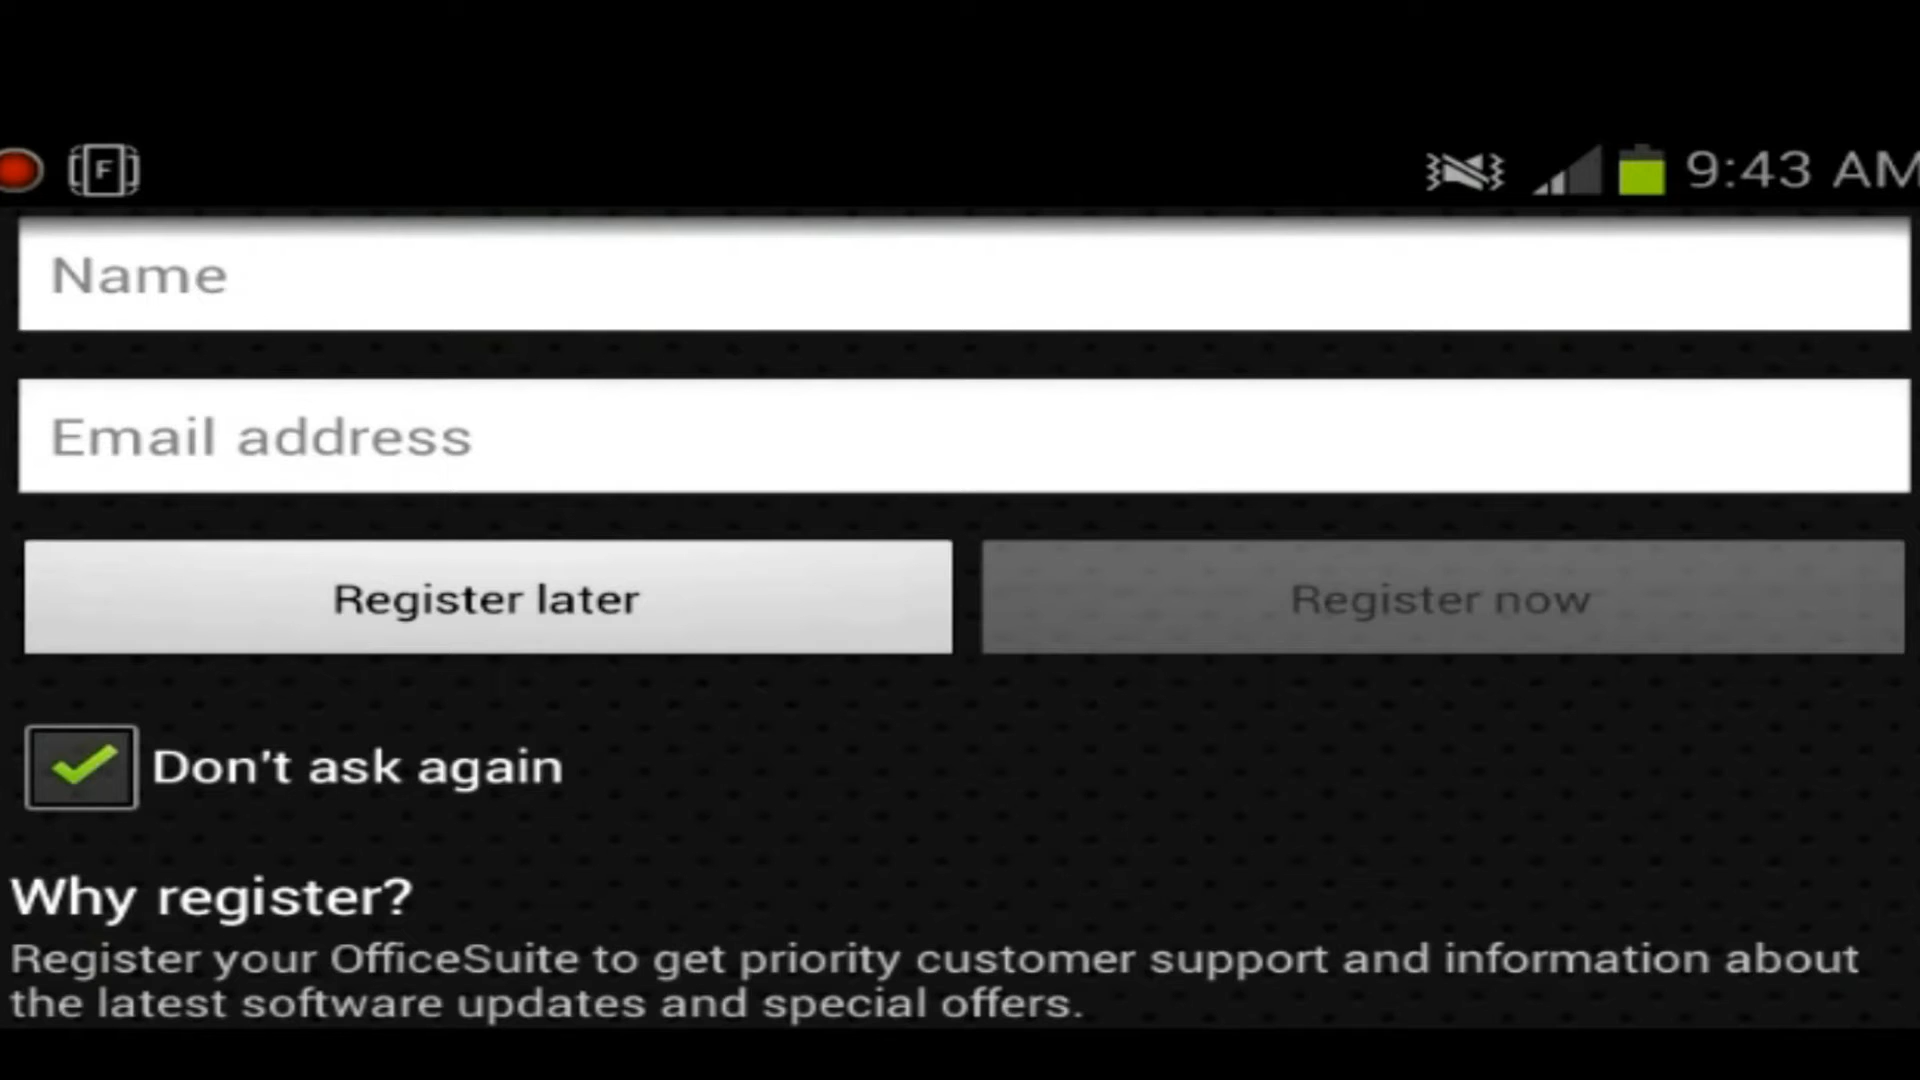 F
9:43 AM
Name
Email address
Register later
Register now
Don't ask again
Why register?
Register your OfficeSuite to get priority customer support and information about
the latest software updates and special offers.